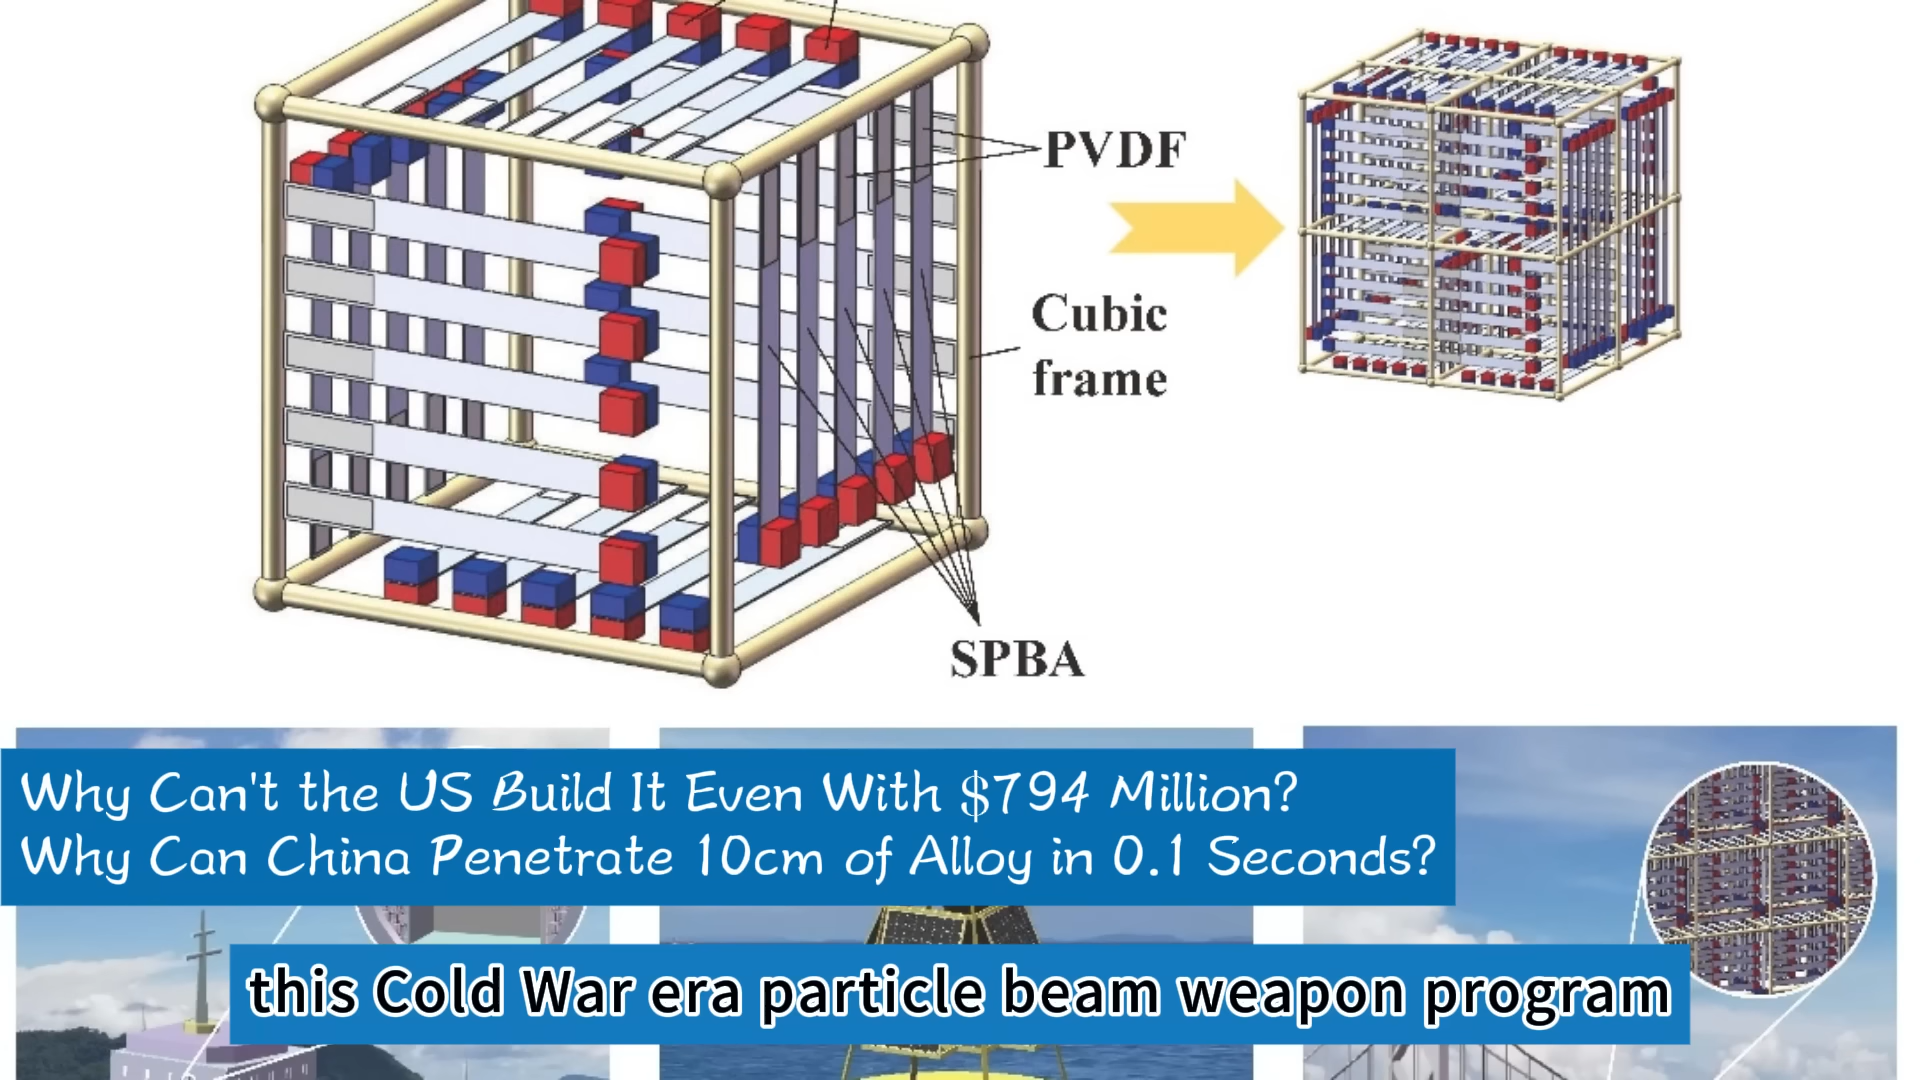 PVDF
Cubic
frame
SPBA
Why Can't the US Build It Even With $794 Million?
Why Can China Penetrate 10cm of Alloy in 0.1 Seconds?
this Cold War era particle beam weapon program